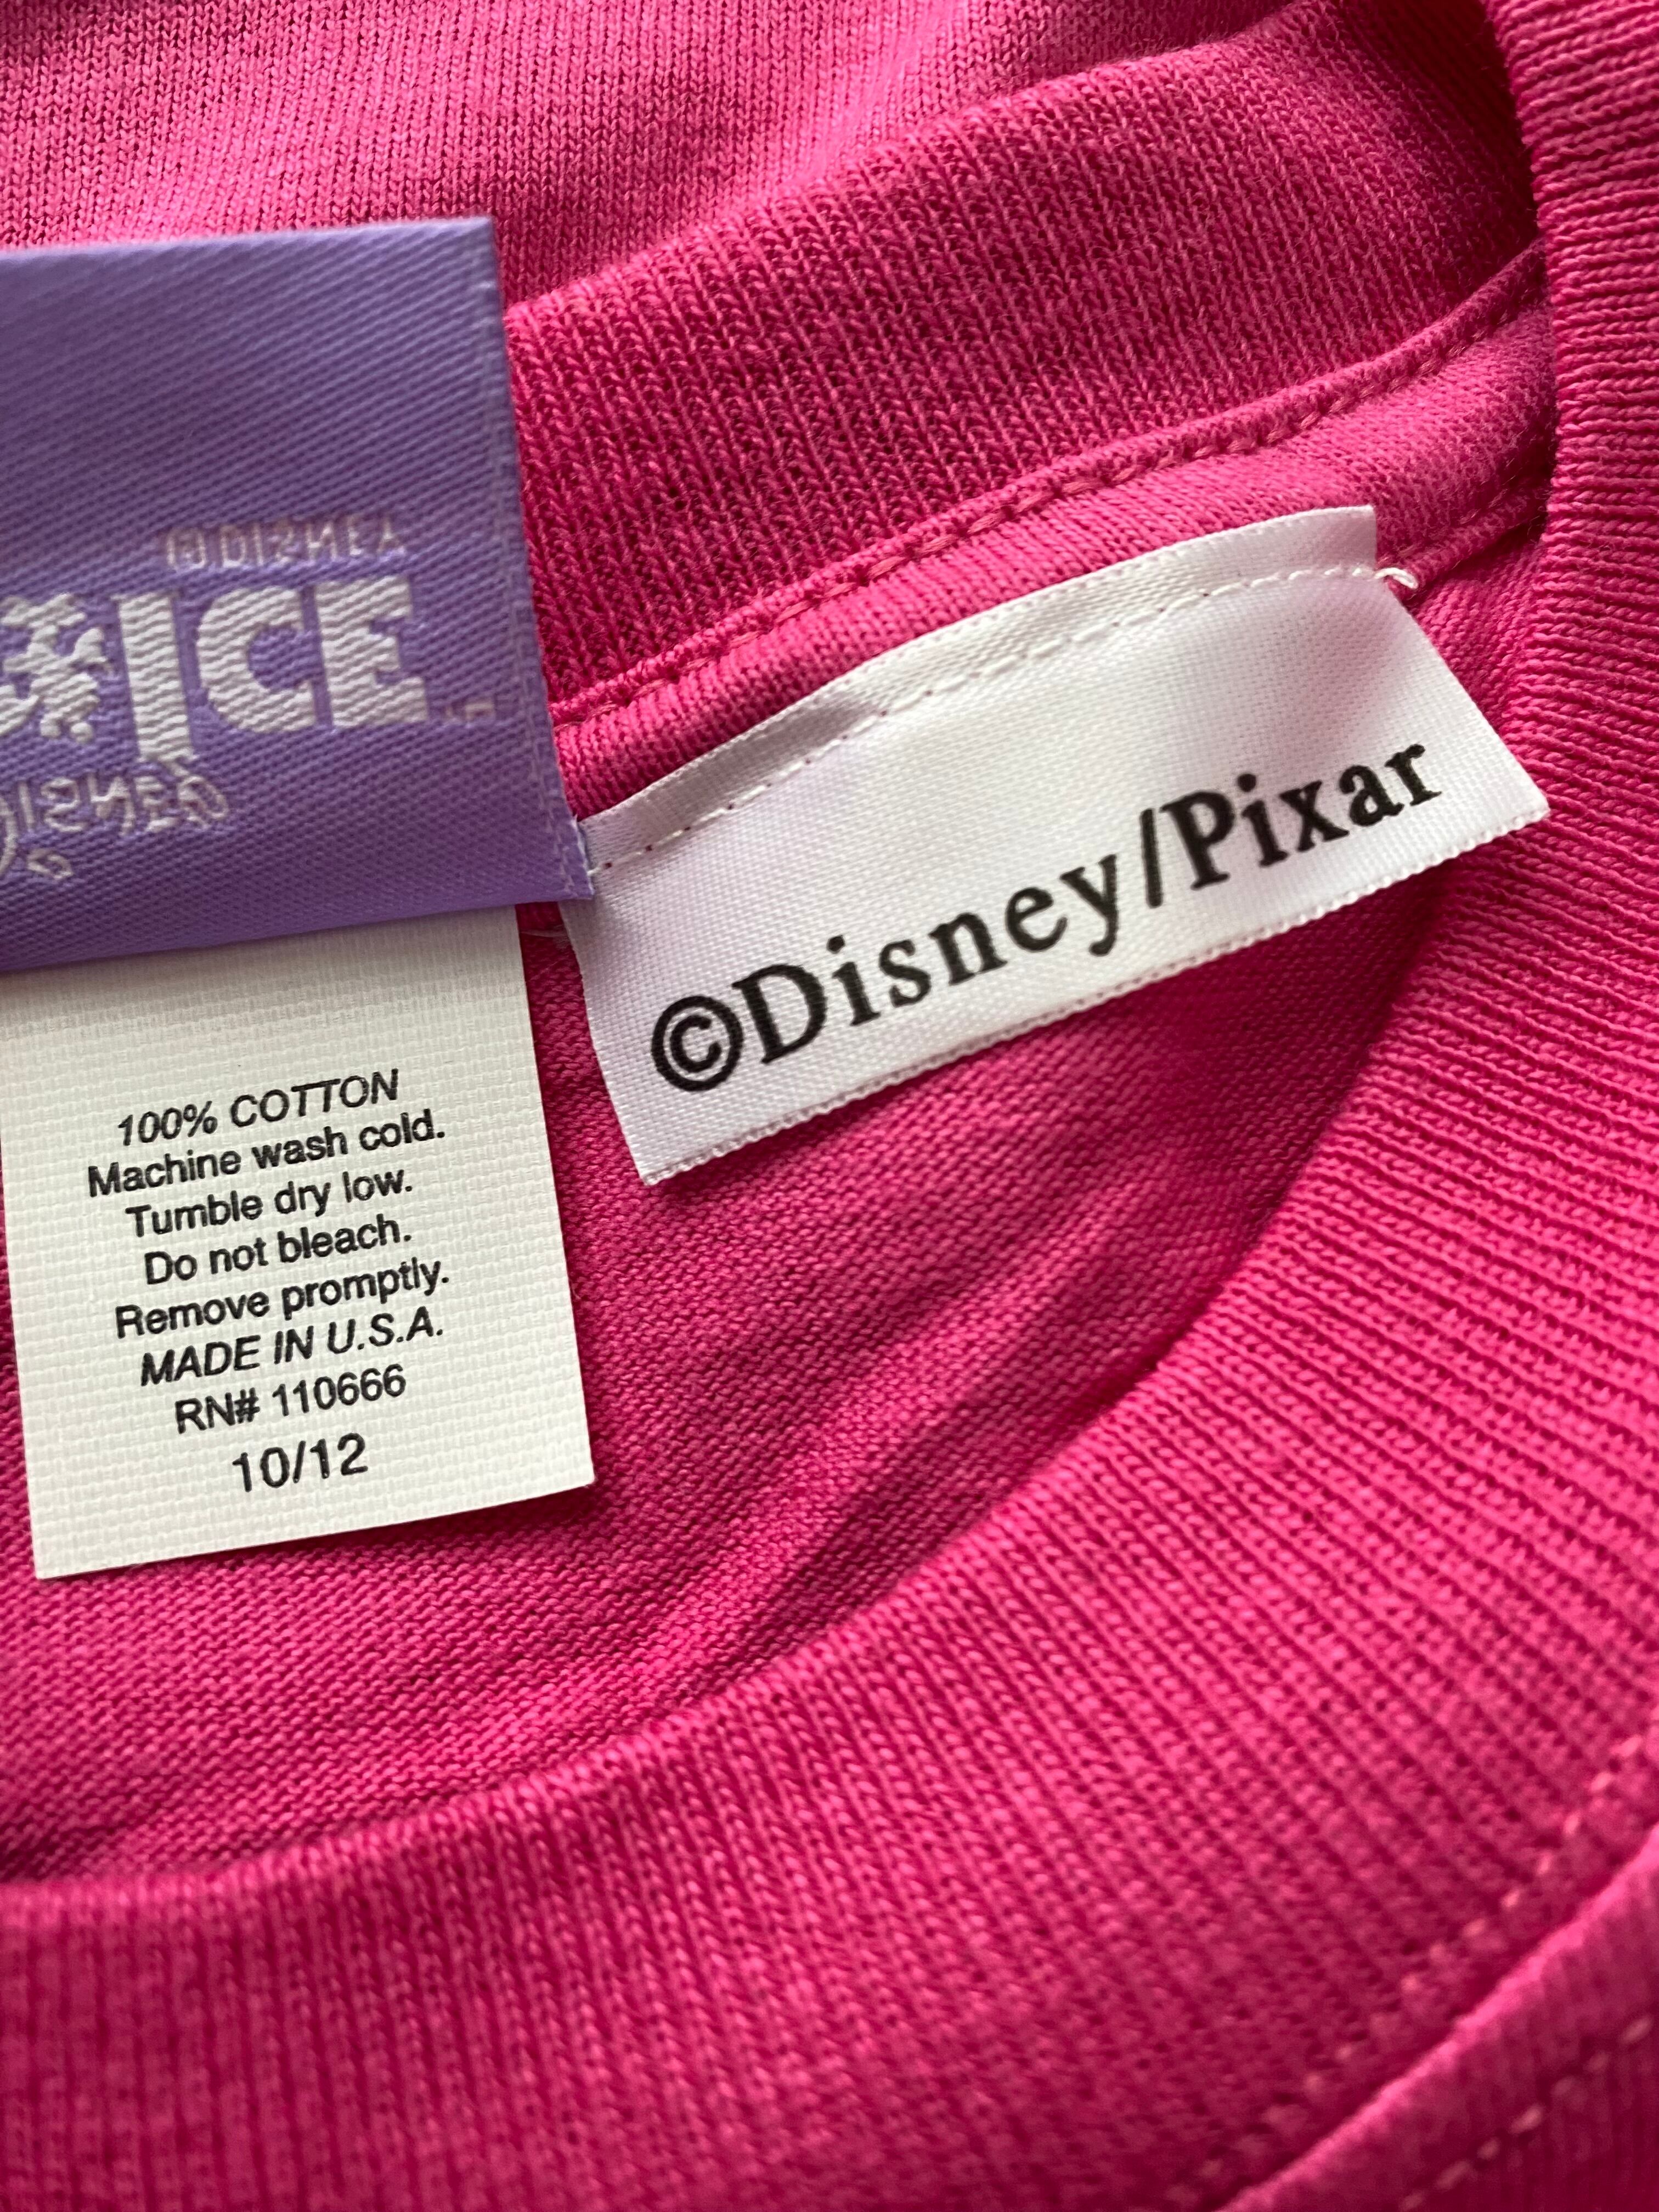 © DISNEY
ICE
DISNEY
©Disney/Pixar
100% COTTON
Machine wash cold.
Tumble dry low.
Do not bleach.
Remove promptly.
MADE IN U.S.A.
RN# 110666
10/12